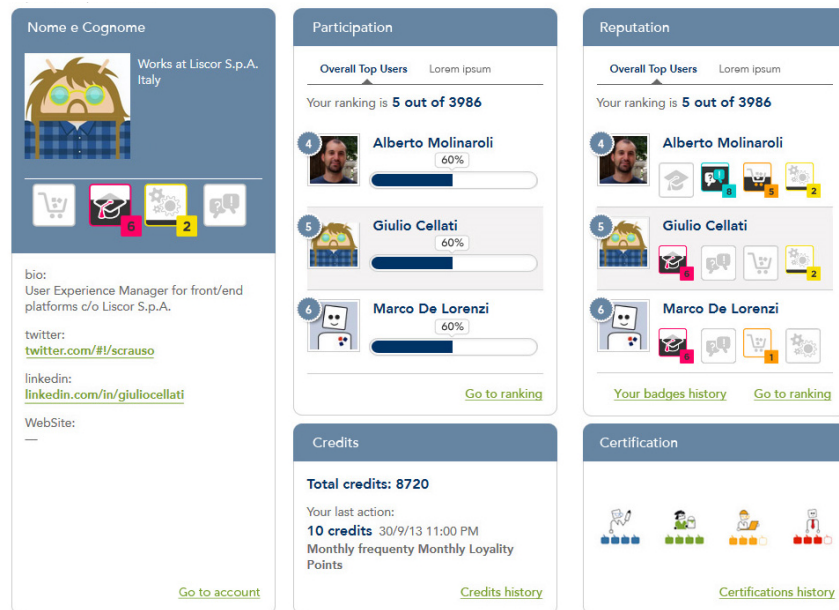 Nome e Cognome
Works at Liscor S.p.A.
Italy
6
2
bio:
User Experience Manager for front/end
platforms c/o Liscor S.p.A.
twitter:
twitter.com/#!/scrauso
linkedin:
linkedin.com/in/giuliocellati
WebSite:
—
Go to account
Participation
Overall Top Users Lorem ipsum
Your ranking is 5 out of 3986
4
Alberto Molinaroli
60%
5
Giulio Cellati
60%
6
Marco De Lorenzi
60%
Go to ranking
Reputation
Overall Top Users Lorem ipsum
Your ranking is 5 out of 3986
4
Alberto Molinaroli
8 5 2
5
Giulio Cellati
6 2
6
Marco De Lorenzi
6 1
Your badges history Go to ranking
Credits
Total credits: 8720
Your last action:
10 credits 30/9/13 11:00 PM
Monthly frequenty Monthly Loyality
Points
Credits history
Certification
Certifications history